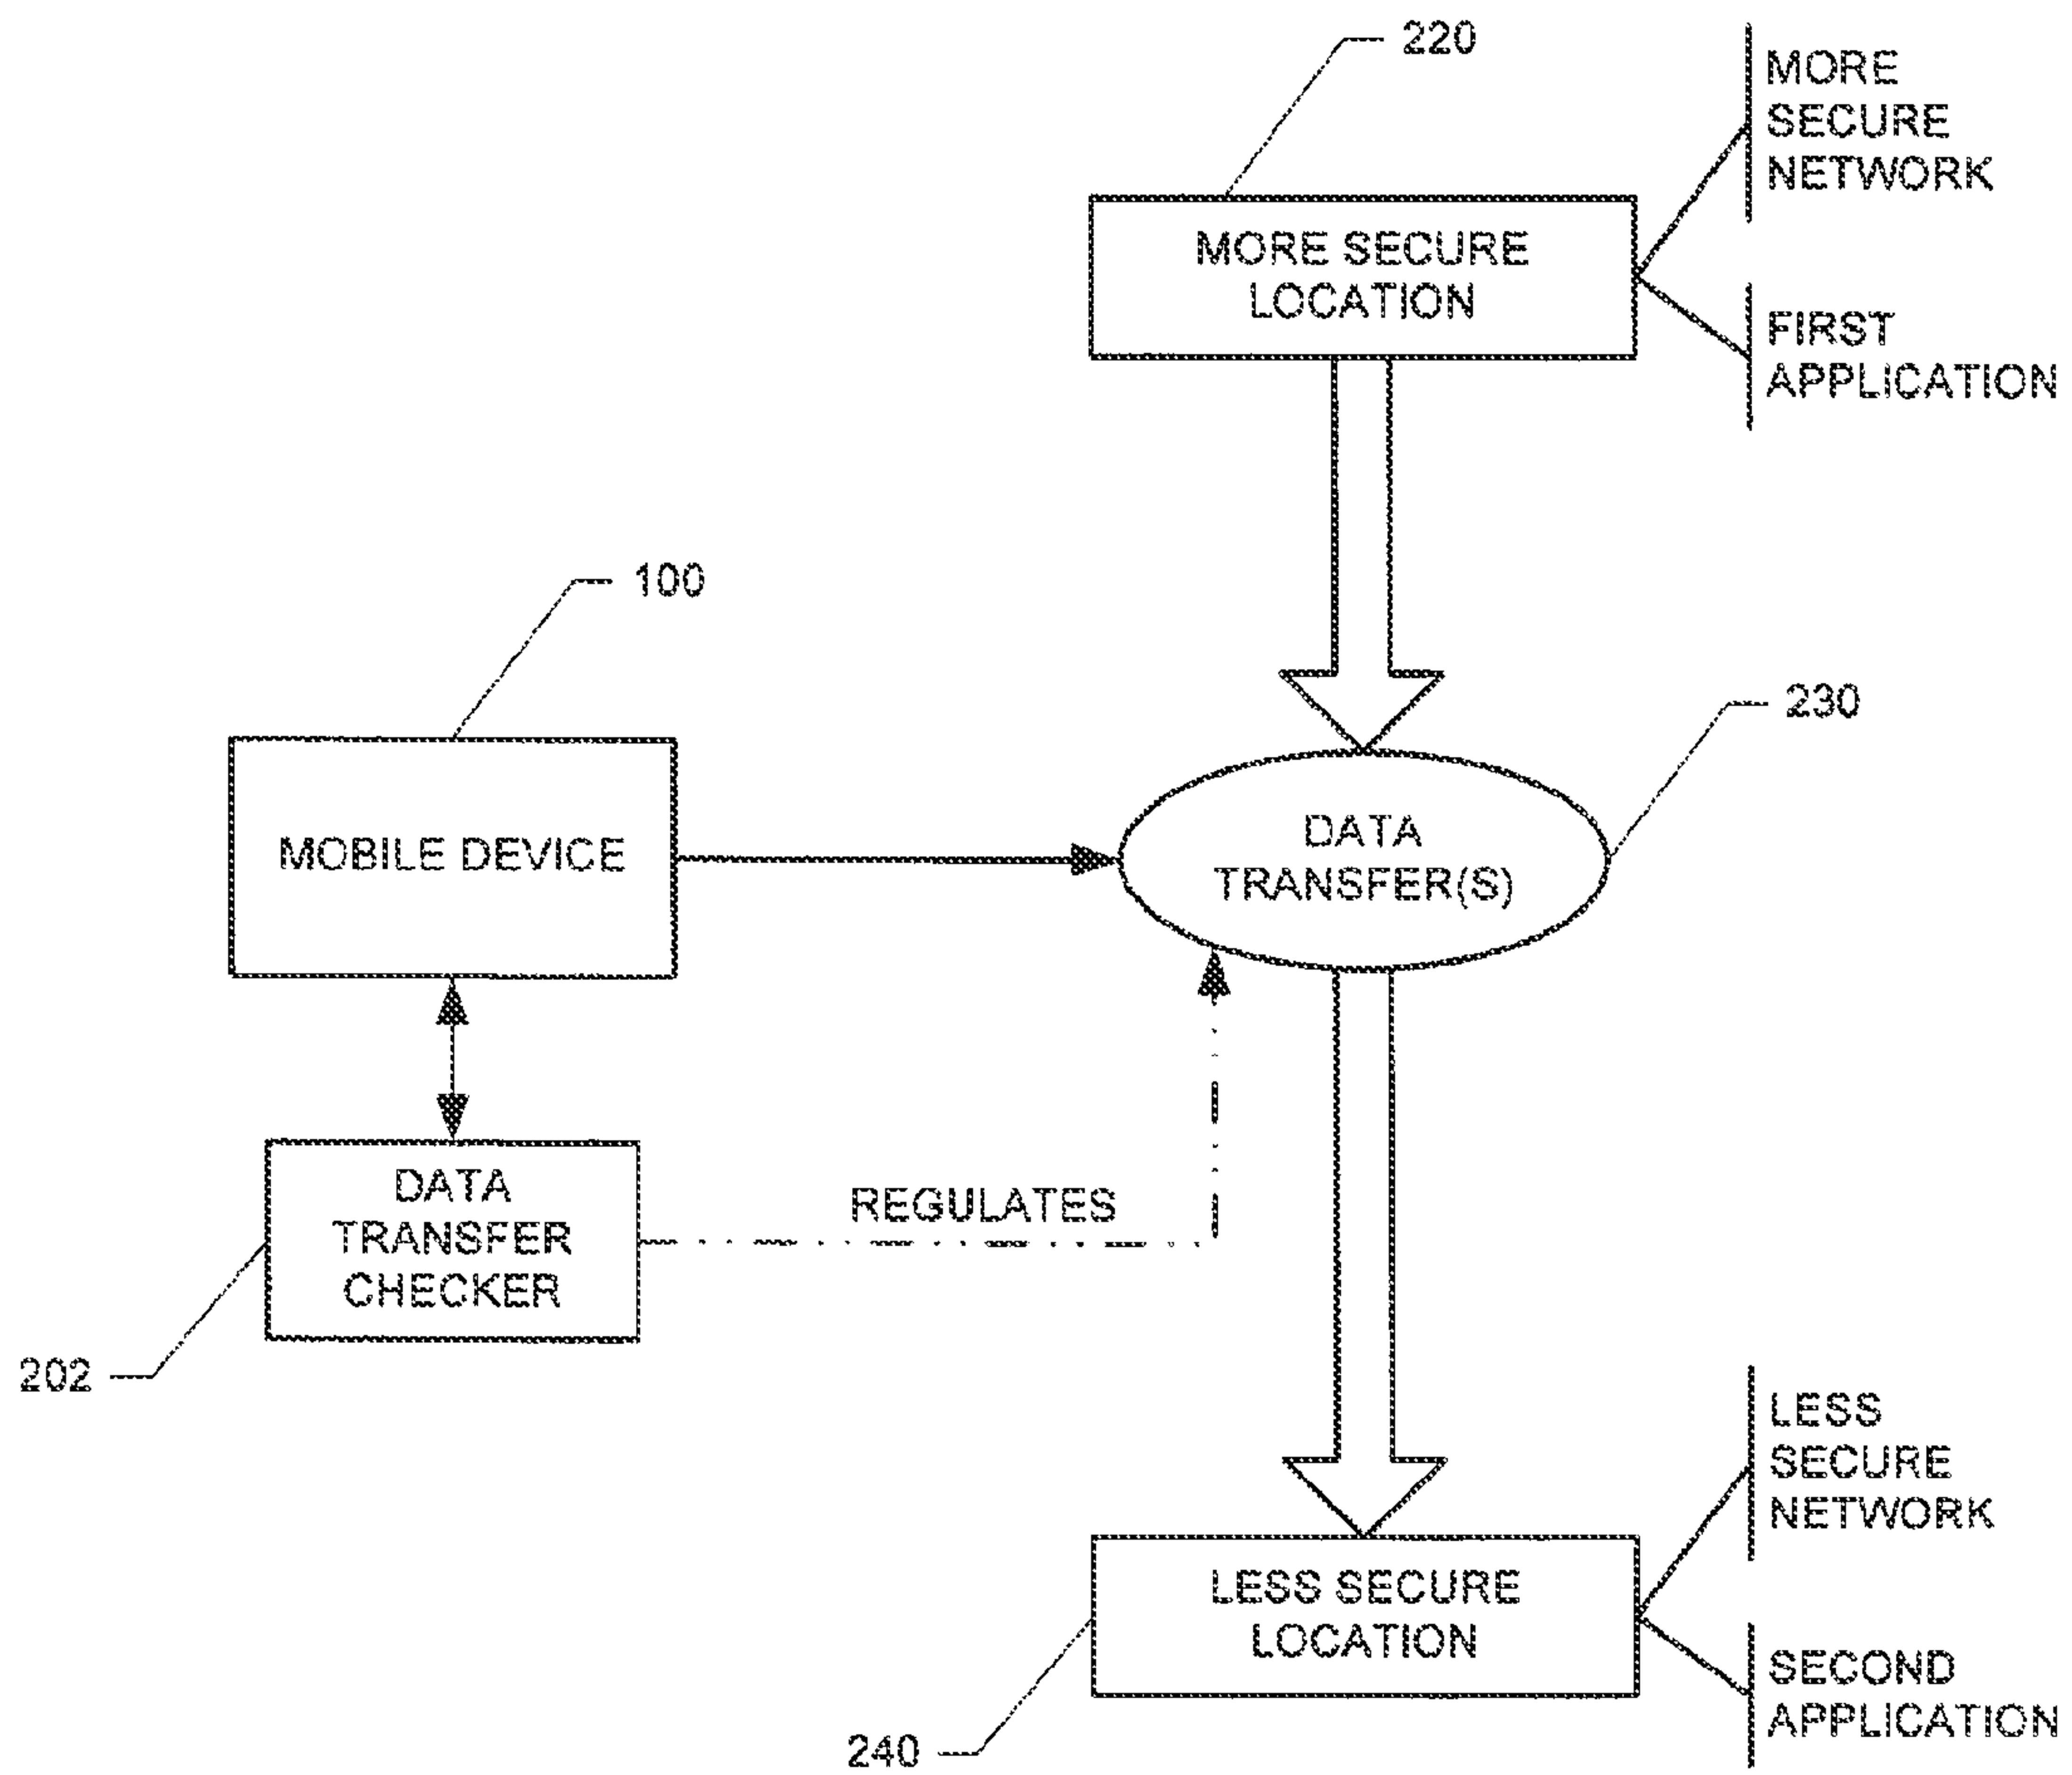 220
MORE
SECURE
NETWORK
MORE SECURE
LOCATION
FIRST
APPLICATION
100
230
MOBILE DEVICE
DATA
TRANSFER(S)
DATA
TRANSFER
CHECKER
REGULATES
202
LESS
SECURE
NETWORK
LESS SECURE
LOCATION
SECOND
APPLICATION
240